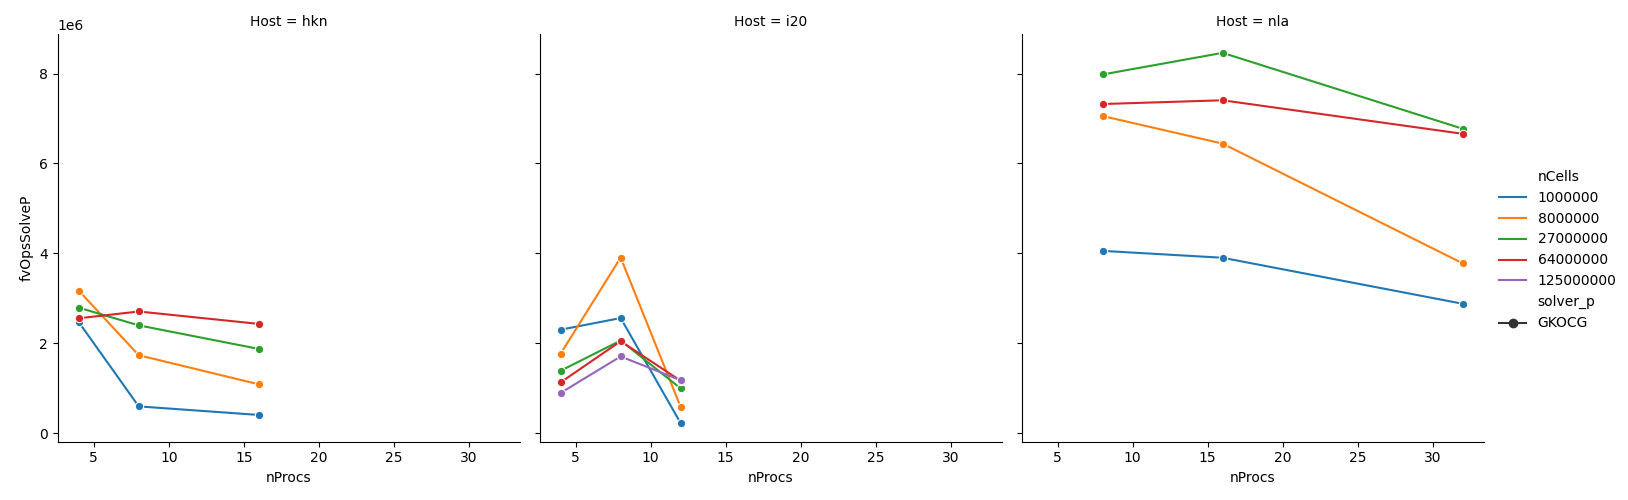 Host = hkn
Host = i20
Host = nla
1e6
8
6
4
2
0
fvOpsSolveP
5 10 15 20 25 30
5 10 15 20 25 30
5 10 15 20 25 30
nProcs
nProcs
nProcs
nCells
1000000
8000000
27000000
64000000
125000000
solver_p
GKOCG